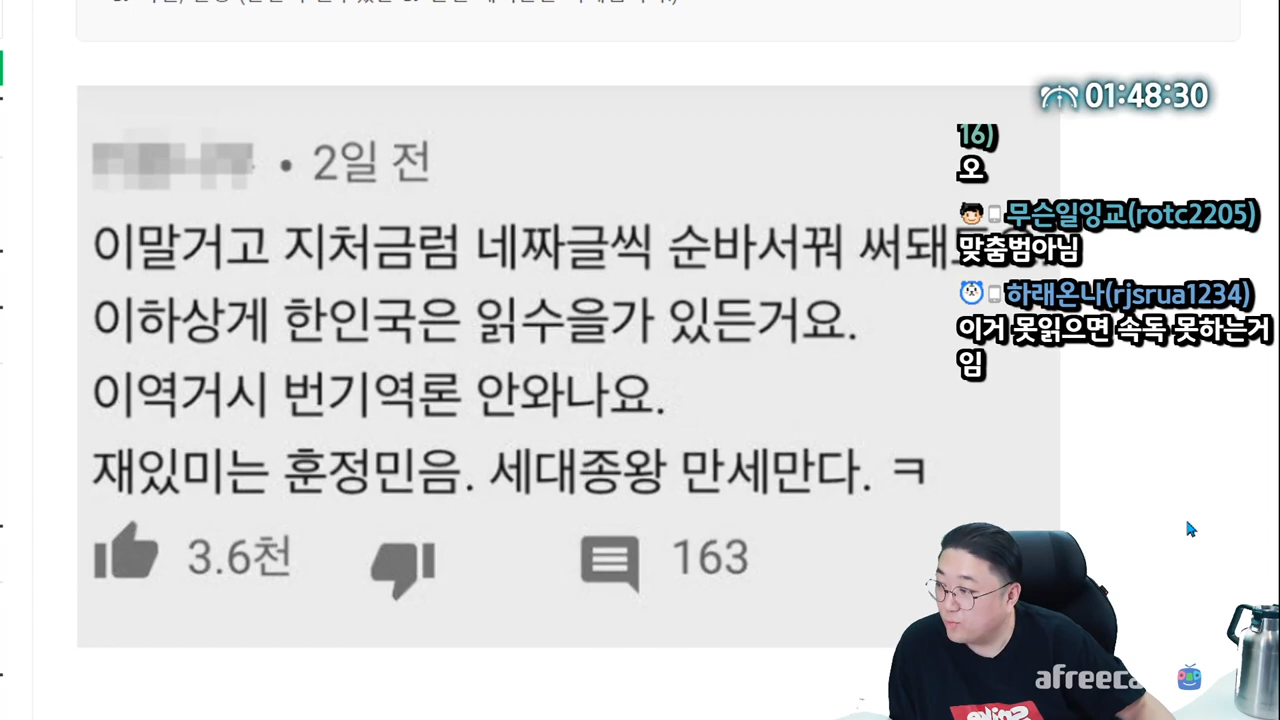 01:48:30
• 2일 전
이말거고 지처금럼 네짜글씩 순바서꿔 써돼
이하상게 한인국은 읽수을가 있든거요.
이역거시 번기역론 안와나요.
재있미는 훈정민음. 세대종왕 만세만다. ㅋ
3.6천
163
16)
오
무슨일잉교(rotc2205)
맞춤범아님
하래온나(rjsrua1234)
이거 못읽으면 속독 못하는거
임